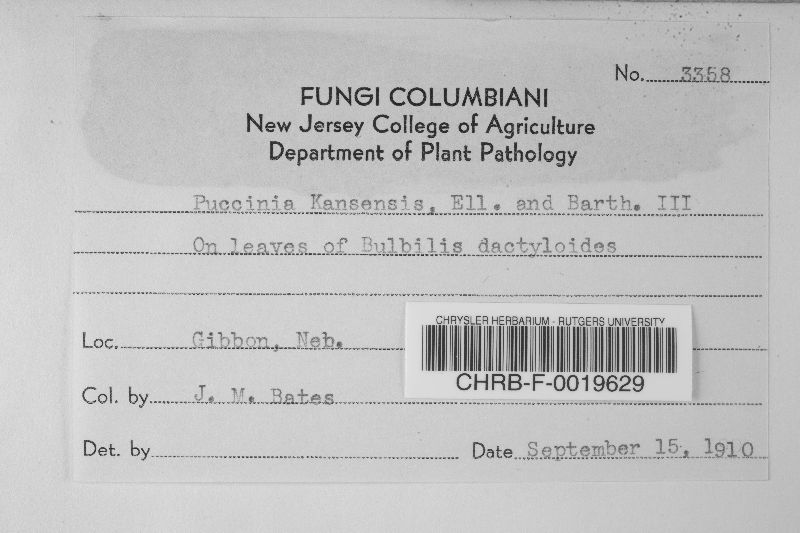 No. 3358
FUNGI COLUMBIANI
New Jersey College of Agriculture
Department of Plant Pathology
Puccinia Kansensis, Ell. and Barth. III
On leaves of Bulbilis dactyloides
Loc. Gibbon, Neb.
CHRYSLER HERBARIUM - RUTGERS UNIVERSITY
CHRB-F-0019629
Col. by J. M. Bates
Det. by
Date September 15, 1910